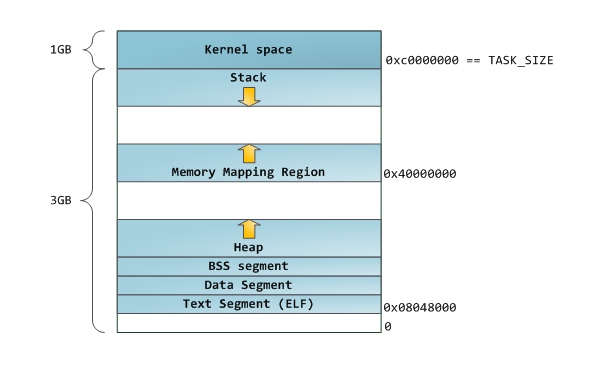 1GB
Kernel space
0xc0000000 == TASK_SIZE
Stack
Memory Mapping Region
0x40000000
3GB
Heap
BSS segment
Data Segment
Text Segment (ELF)
0x08048000
0